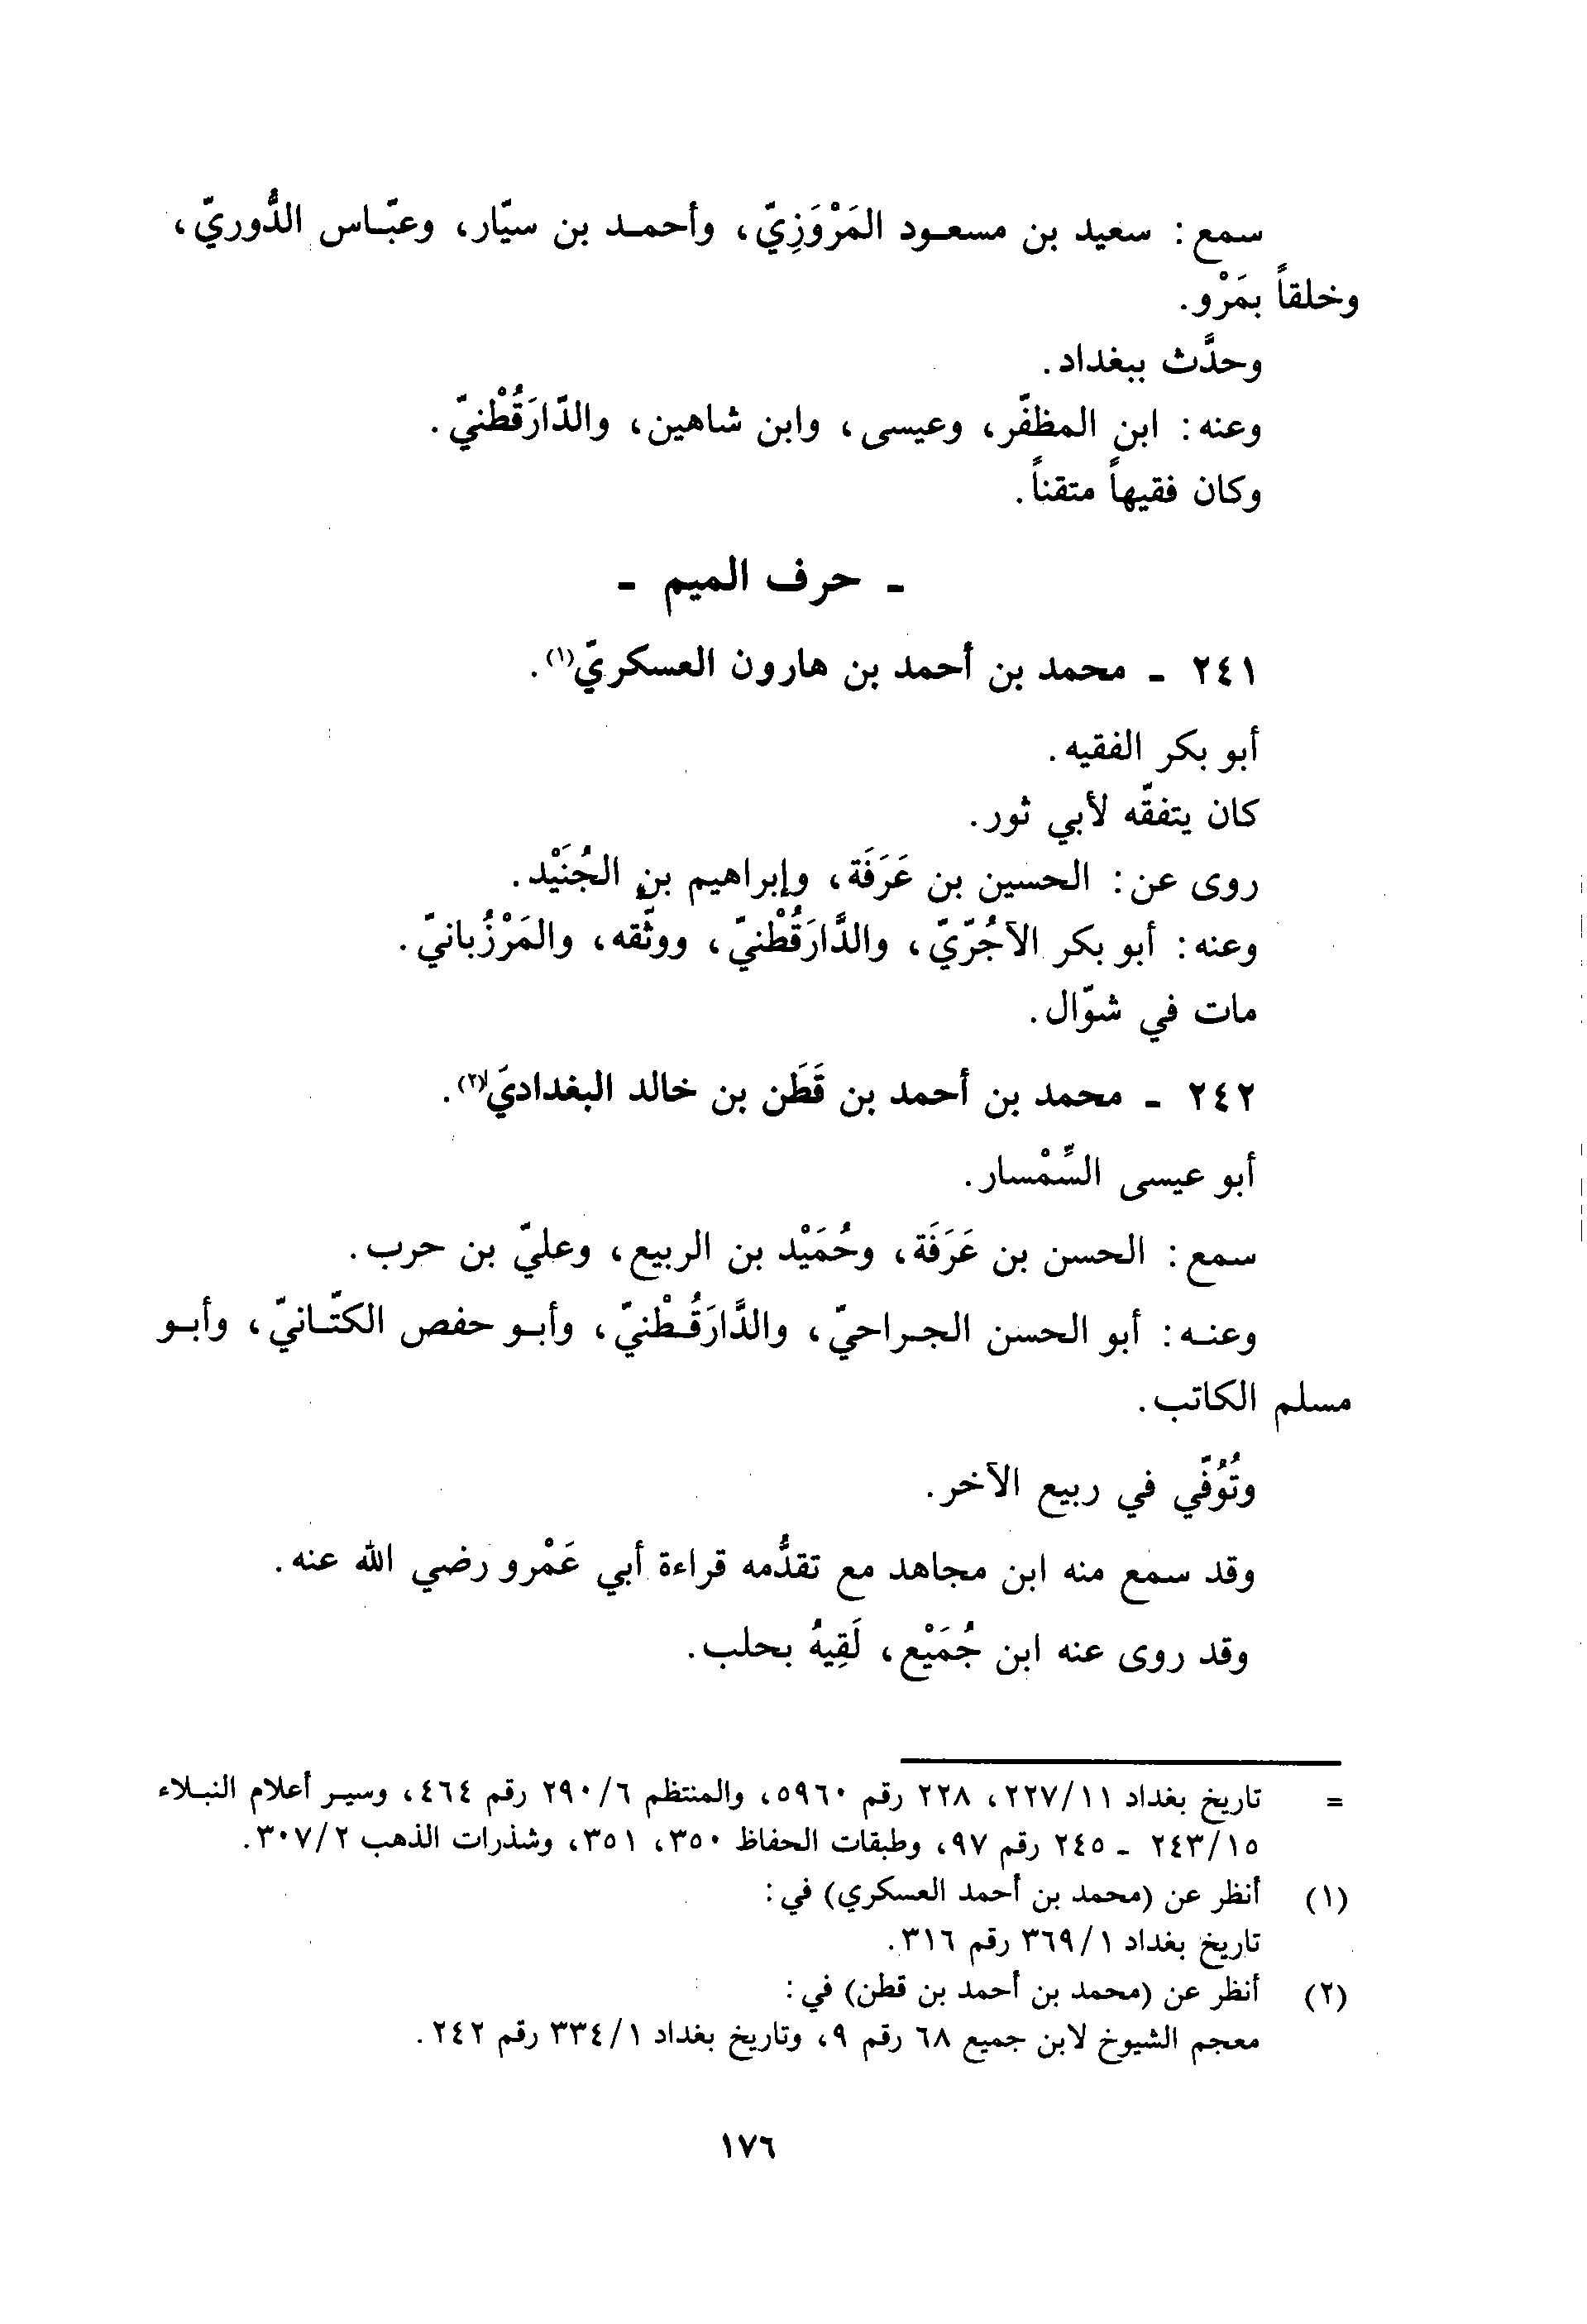 سمع: سعيد بن مسعود المَرْوَزِيّ، وأحمد بن سيّار، وعبّاس الدُّوريّ،
وخلقاً بمَرْو.
وحدَّث ببغداد.
وعنه: ابن المظفّر، وعيسى، وابن شاهين، والدّارَقُطْنيّ.
وكان فقيهاً متقناً.
ـ حرف الميم ـ
٢٤١ ـ محمد بن أحمد بن هارون العسكريّ(١).
أبو بكر الفقيه.
كان يتفقّه لأبي ثور.
روى عن: الحسين بن عَرَفَة، وإبراهيم بن الجُنَيْد.
وعنه: أبو بكر الآجُرّيّ، والدَّارَقُطْنيّ، ووثّقه، والمَرْزُبانيّ.
مات في شوّال.
٢٤٢ ـ محمد بن أحمد بن قَطَن بن خالد البغداديّ(٢).
أبو عيسى السِّمْسار.
سمع: الحسن بن عَرَفَة، وحُمَيْد بن الربيع، وعليّ بن حرب.
وعنه: أبو الحسن الجراحيّ، والدَّارَقُطْنيّ، وأبو حفص الكتّانيّ، وأبو
مسلم الكاتب.
وتُوُفّي في ربيع الآخر.
وقد سمع منه ابن مجاهد مع تقدُّمه قراءة أبي عَمْرو رضي الله عنه.
وقد روى عنه ابن جُمَيْع، لَقِيهُ بحلب.
= تاريخ بغداد ٢٢٧/١١، ٢٢٨ رقم ٥٩٦٠، والمنتظم ٢٩٠/٦ رقم ٤٦٤، وسير أعلام النبلاء
٢٤٣/١٥ ـ ٢٤٥ رقم ٩٧، وطبقات الحفاظ ٣٥٠، ٣٥١، وشذرات الذهب ٣٠٧/٢.
(١) أنظر عن (محمد بن أحمد العسكري) في:
تاريخ بغداد ٣٦٩/١ رقم ٣١٦.
(٢) أنظر عن (محمد بن أحمد بن قطن) في:
معجم الشيوخ لابن جميع ٦٨ رقم ٩، وتاريخ بغداد ٣٣٤/١ رقم ٢٤٢.
١٧٦